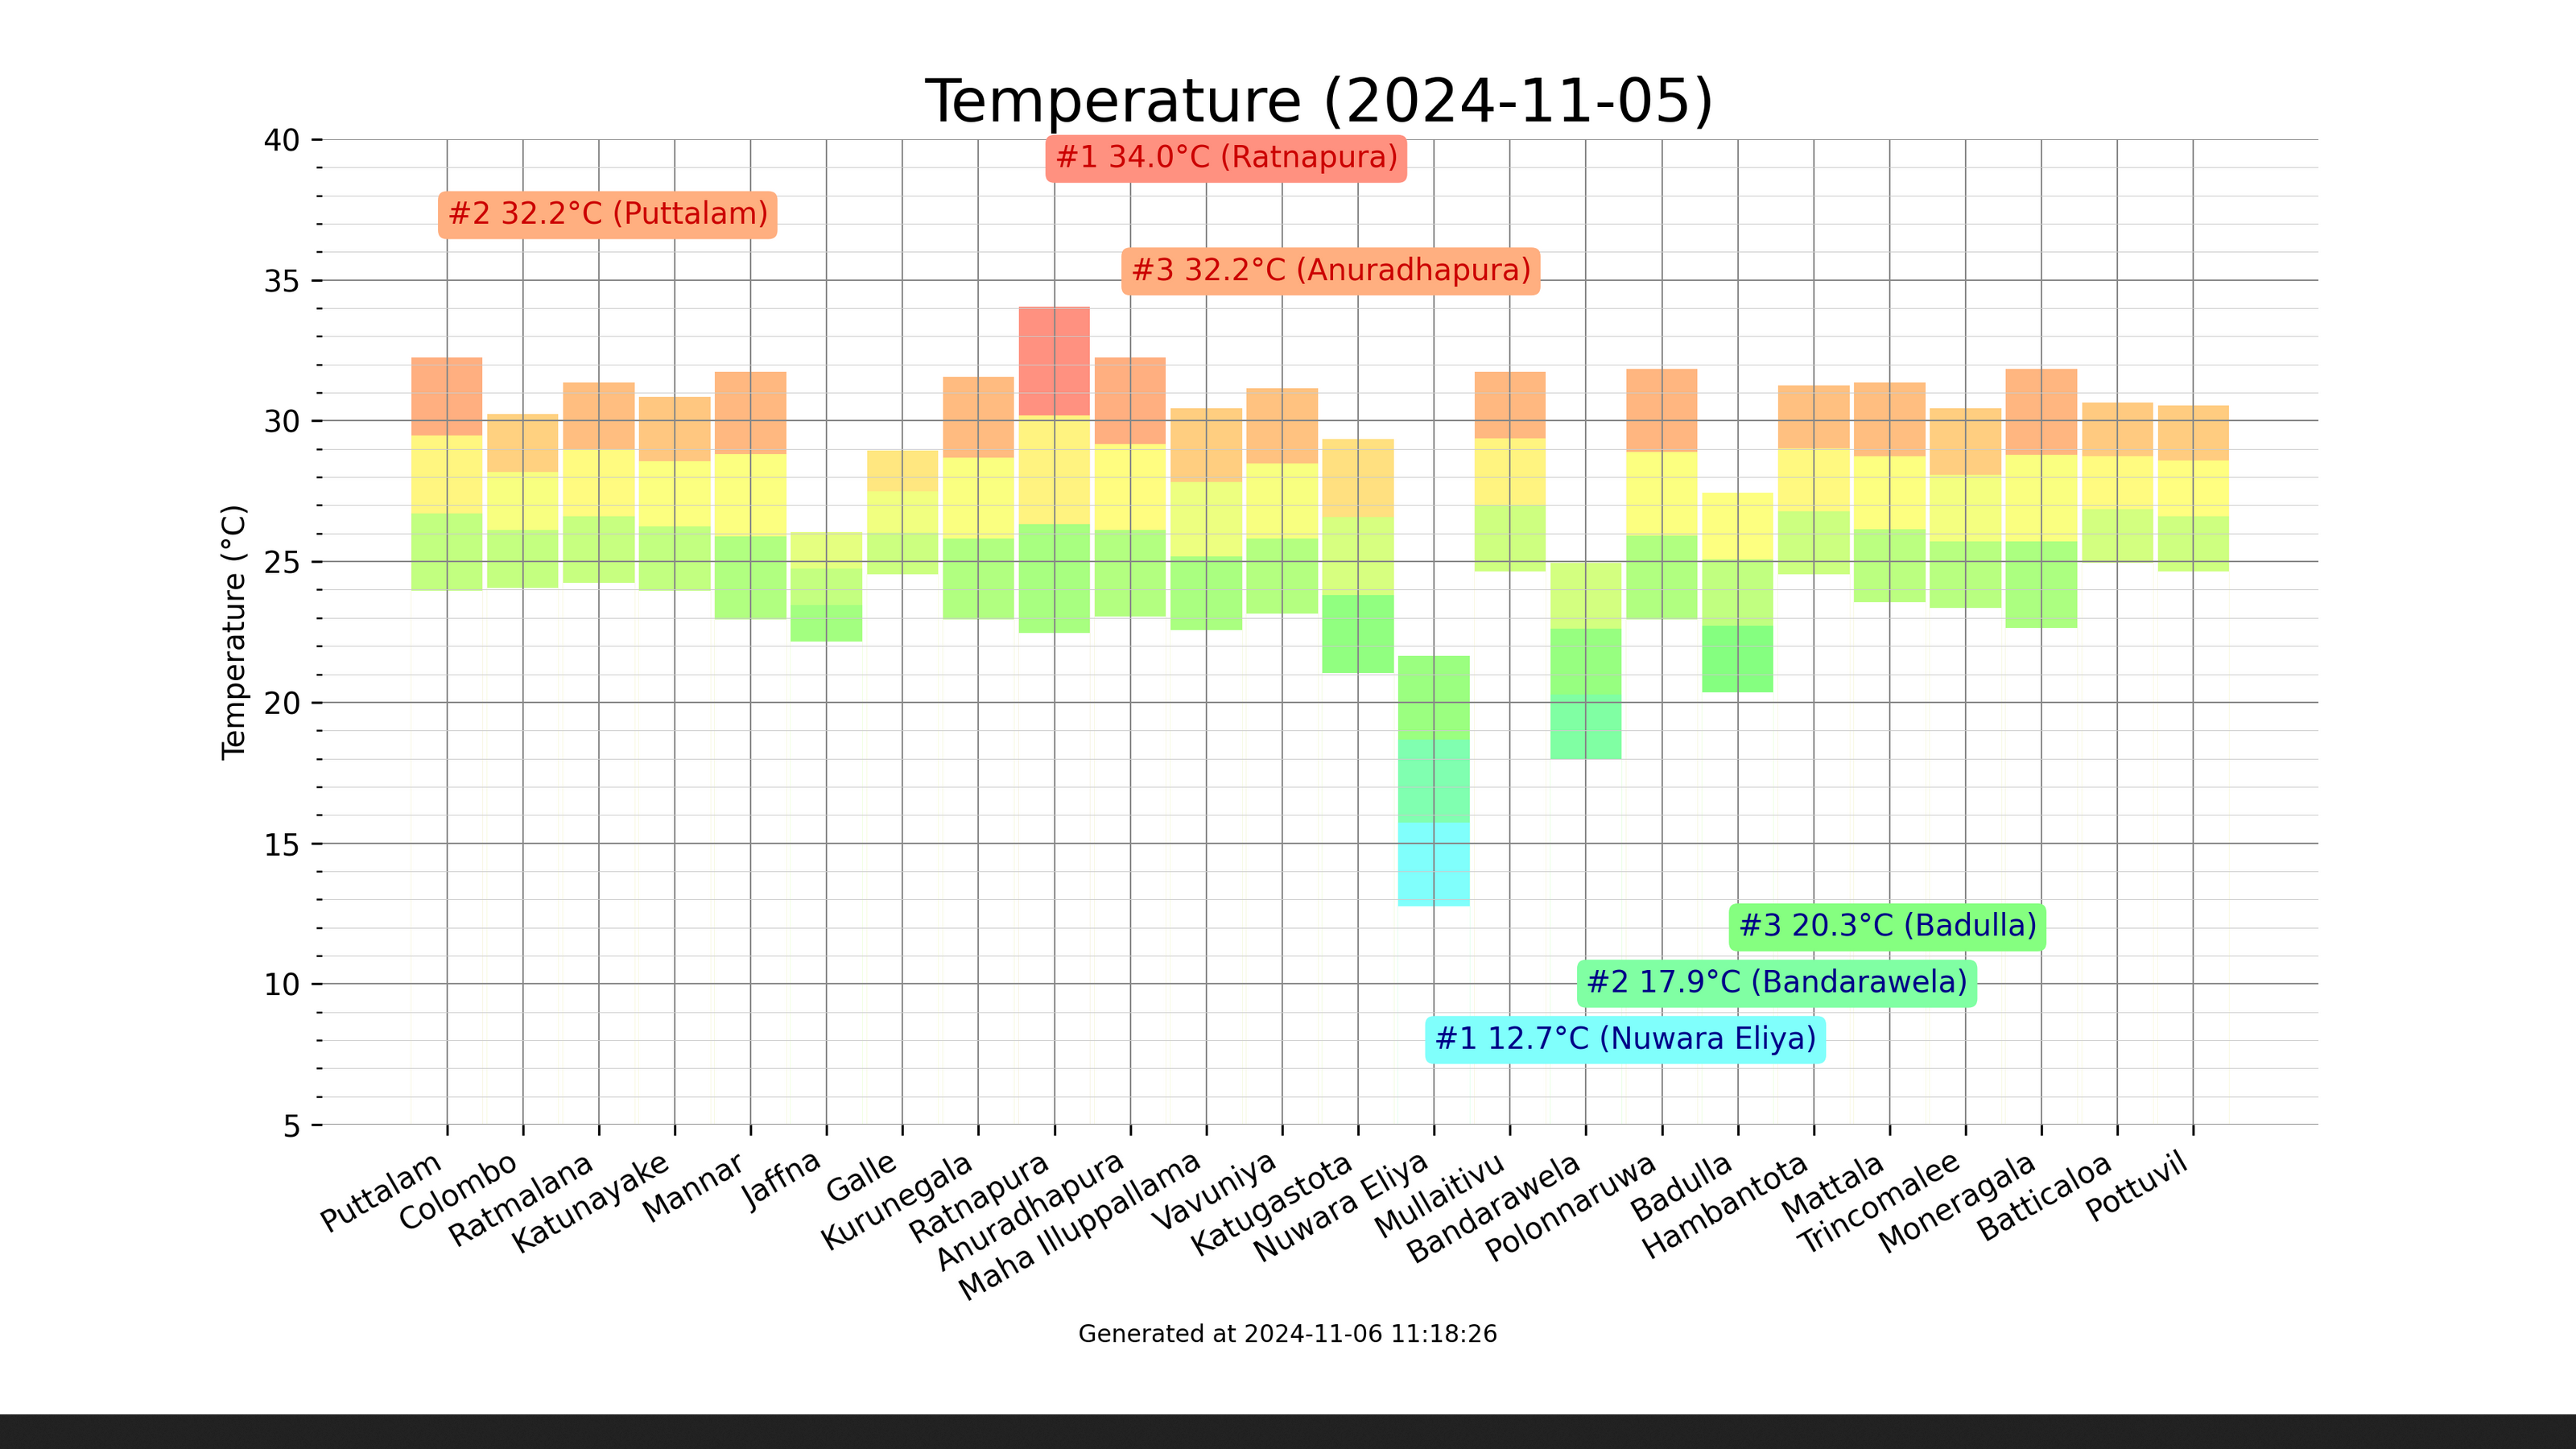 Temperature (2024-11-05)
40
#1 34.0°C (Ratnapura)
#2 32.2°C (Puttalam)
#3 32.2°C (Anuradhapura)
35
30
25
Temperature (°C)
20
15
#3 20.3°C (Badulla)
10
#2 17.9°C (Bandarawela)
#1 12.7°C (Nuwara Eliya)
5
Puttalam
Colombo
Ratmalana
Katunayake
Mannar
Jaffna
Galle
Kurunegala
Ratnapura
Anuradhapura
Maha Illuppallama
Vavuniya
Katugastota
Nuwara Eliya
Mullaitivu
Bandarawela
Polonnaruwa
Badulla
Hambantota
Mattala
Trincomalee
Moneragala
Batticaloa
Pottuvil
Generated at 2024-11-06 11:18:26